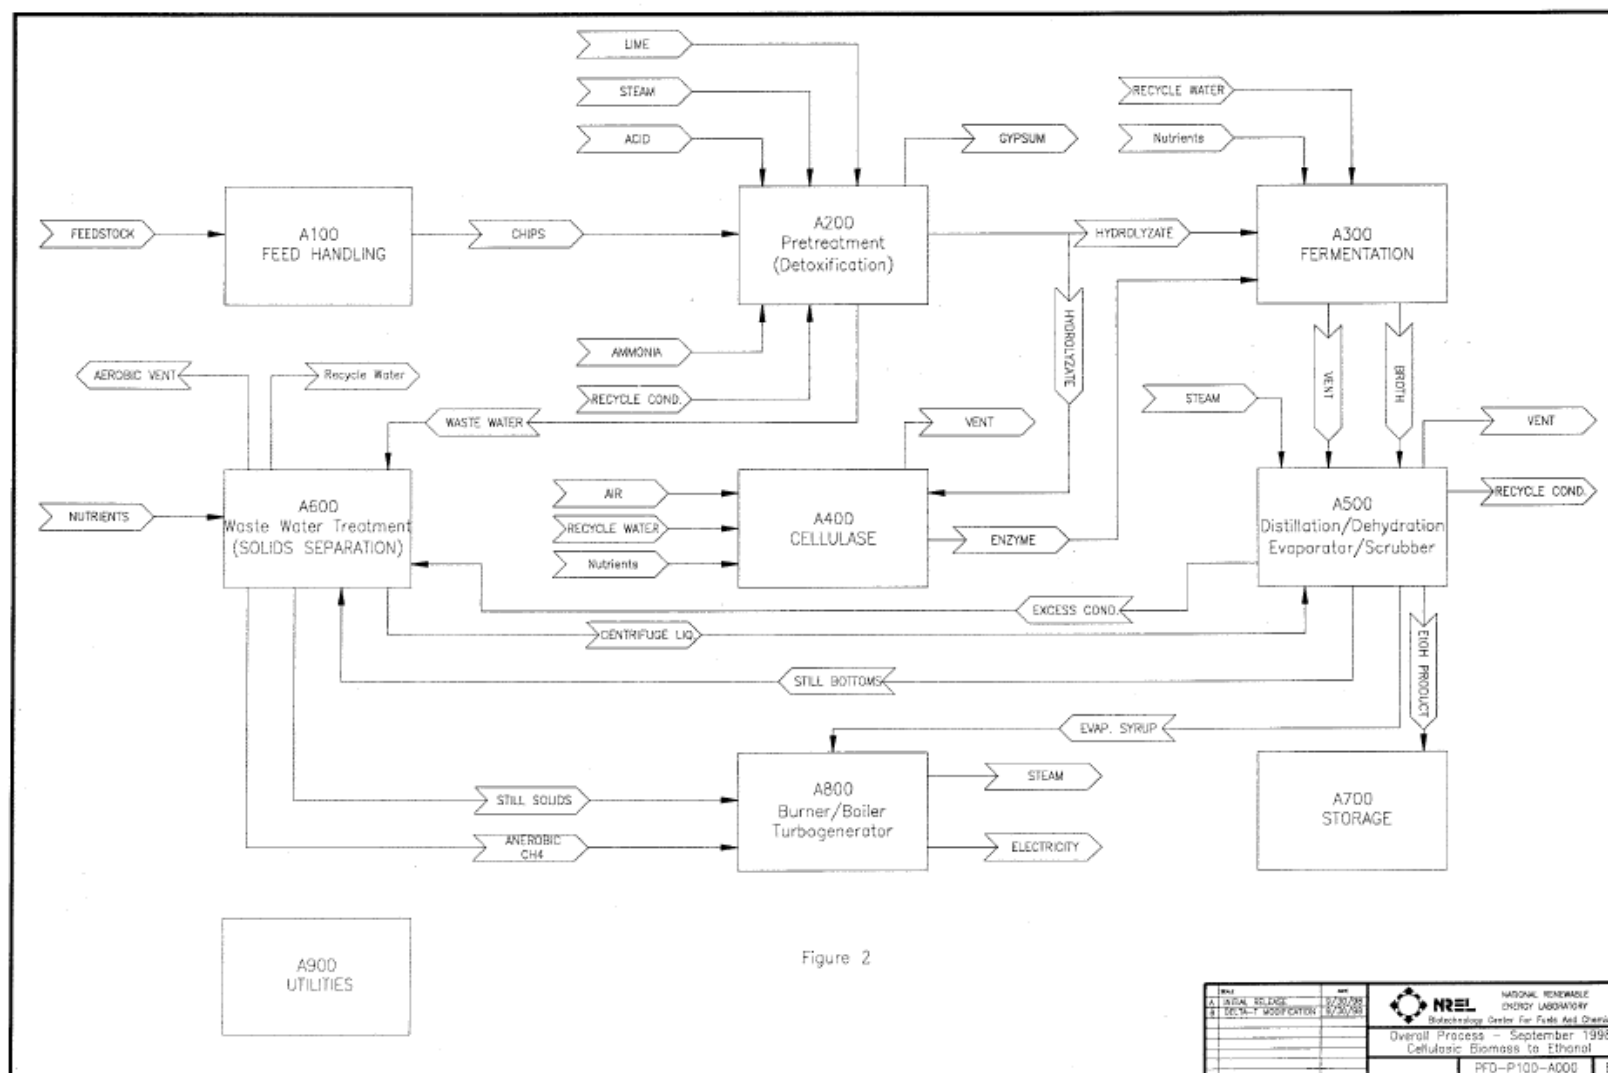 LIME
STEAM
ACID
GYPSUM
RECYCLE WATER
Nutrients
FEEDSTOCK
A100
FEED HANDLING
CHIPS
A200
Pretreatment
(Detoxification)
HYDROLYZATE
A300
FERMENTATION
HYDROLYZATE
AMMONIA
RECYCLE COND.
AEROBIC VENT
Recycle Water
WASTE WATER
VENT
VENT
BROTH
STEAM
VENT
RECYCLE COND.
NUTRIENTS
A600
Waste Water Treatment
(SOLIDS SEPARATION)
AIR
RECYCLE WATER
Nutrients
A400
CELLULASE
ENZYME
A500
Distillation/Dehydration
Evaporator/Scrubber
EXCESS COND.
CENTRIFUGE LIQ.
STILL BOTTOMS
EtOH PRODUCT
EVAP. SYRUP
A800
Burner/Boiler
Turbogenerator
STEAM
ELECTRICITY
A700
STORAGE
STILL SOLIDS
ANEROBIC
CH4
A900
UTILITIES
Figure 2
A INITIAL RELEASE
DELTA-T MODIFICATION
NREL
NATIONAL RENEWABLE
ENERGY LABORATORY
Biotechnology Center For Fuels And
Overall Process - September 1998
Cellulosic Biomass to Ethanol
PFD-P100-A000